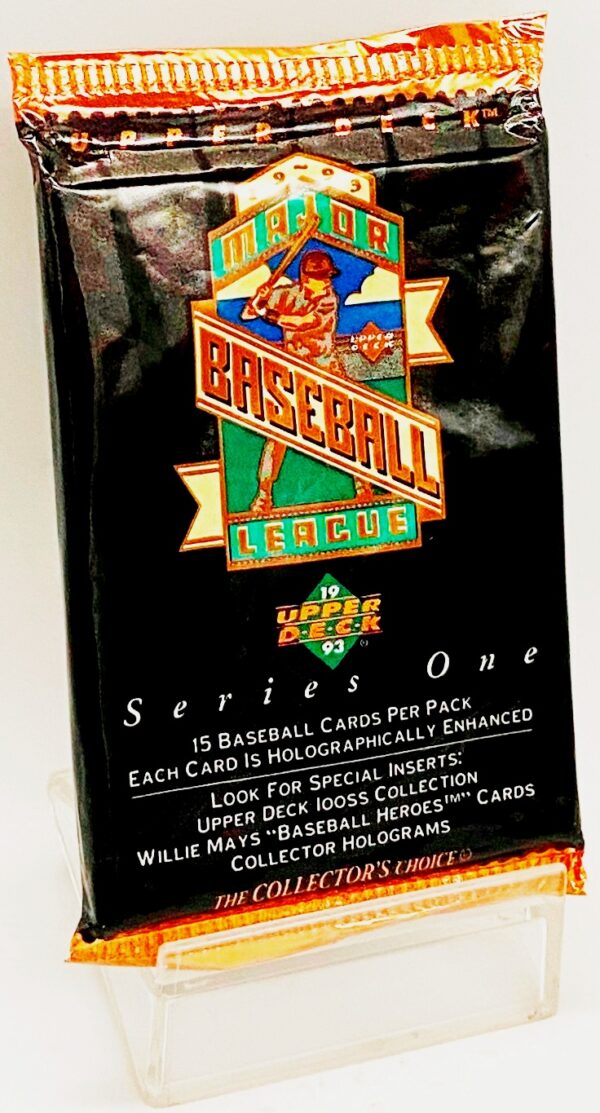 UPPER DECK™
1993
MAJOR
UPPER
DECK
BASEBALL
LEAGUE
19
UPPER
D·E·C·K
93
Series One
15 BASEBALL CARDS PER PACK
EACH CARD IS HOLOGRAPHICALLY ENHANCED
LOOK FOR SPECIAL INSERTS:
UPPER DECK IOOSS COLLECTION
WILLIE MAYS "BASEBALL HEROES™" CARDS
COLLECTOR HOLOGRAMS
THE COLLECTOR'S CHOICE®